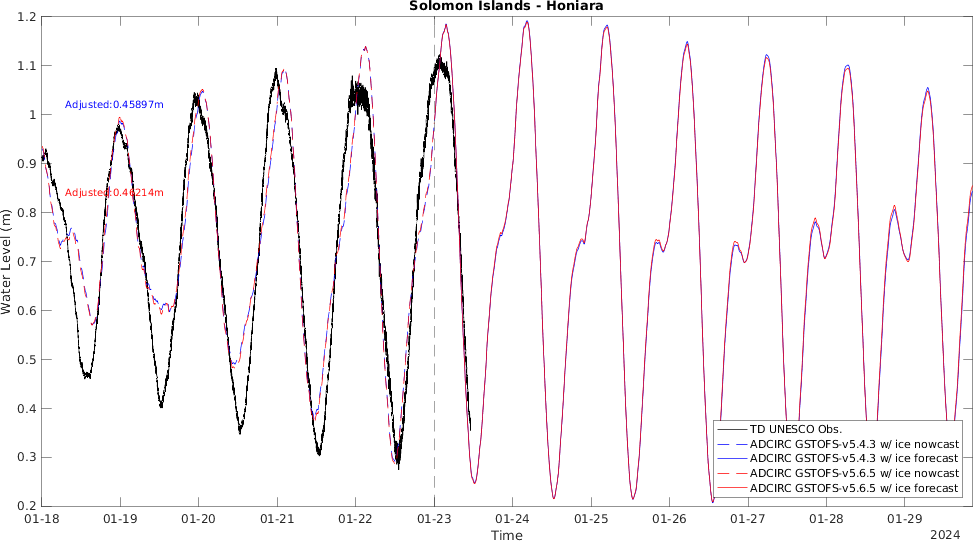 Solomon Islands - Honiara
1.2
1.1
1
0.9
0.8
0.7
0.6
0.5
0.4
0.3
0.2
Water Level (m)
Adjusted:0.45897m
Adjusted:0.46214m
TD UNESCO Obs.
ADCIRC GSTOFS-v5.4.3 w/ ice nowcast
ADCIRC GSTOFS-v5.4.3 w/ ice forecast
ADCIRC GSTOFS-v5.6.5 w/ ice nowcast
ADCIRC GSTOFS-v5.6.5 w/ ice forecast
01-18 01-19 01-20 01-21 01-22 01-23 01-24 01-25 01-26 01-27 01-28 01-29
Time
2024